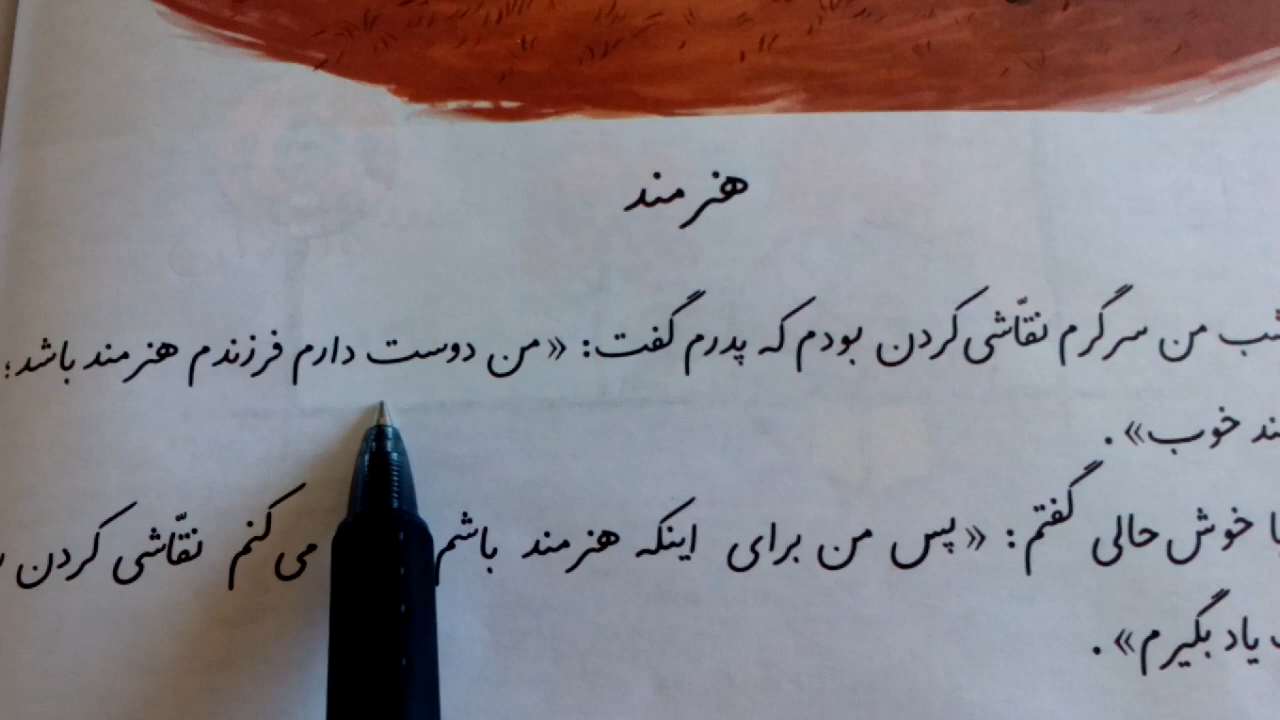 هنرمند
من سرگرم نقّاشی کردن بودم که پدرم گفت: «من دوست دارم فرزندم هنرمند باشد؛
خوب».
خوش حالی گفتم: «پس من برای اینکه هنرمند باشم می‌کنم نقّاشی کردن
یاد بگیرم».